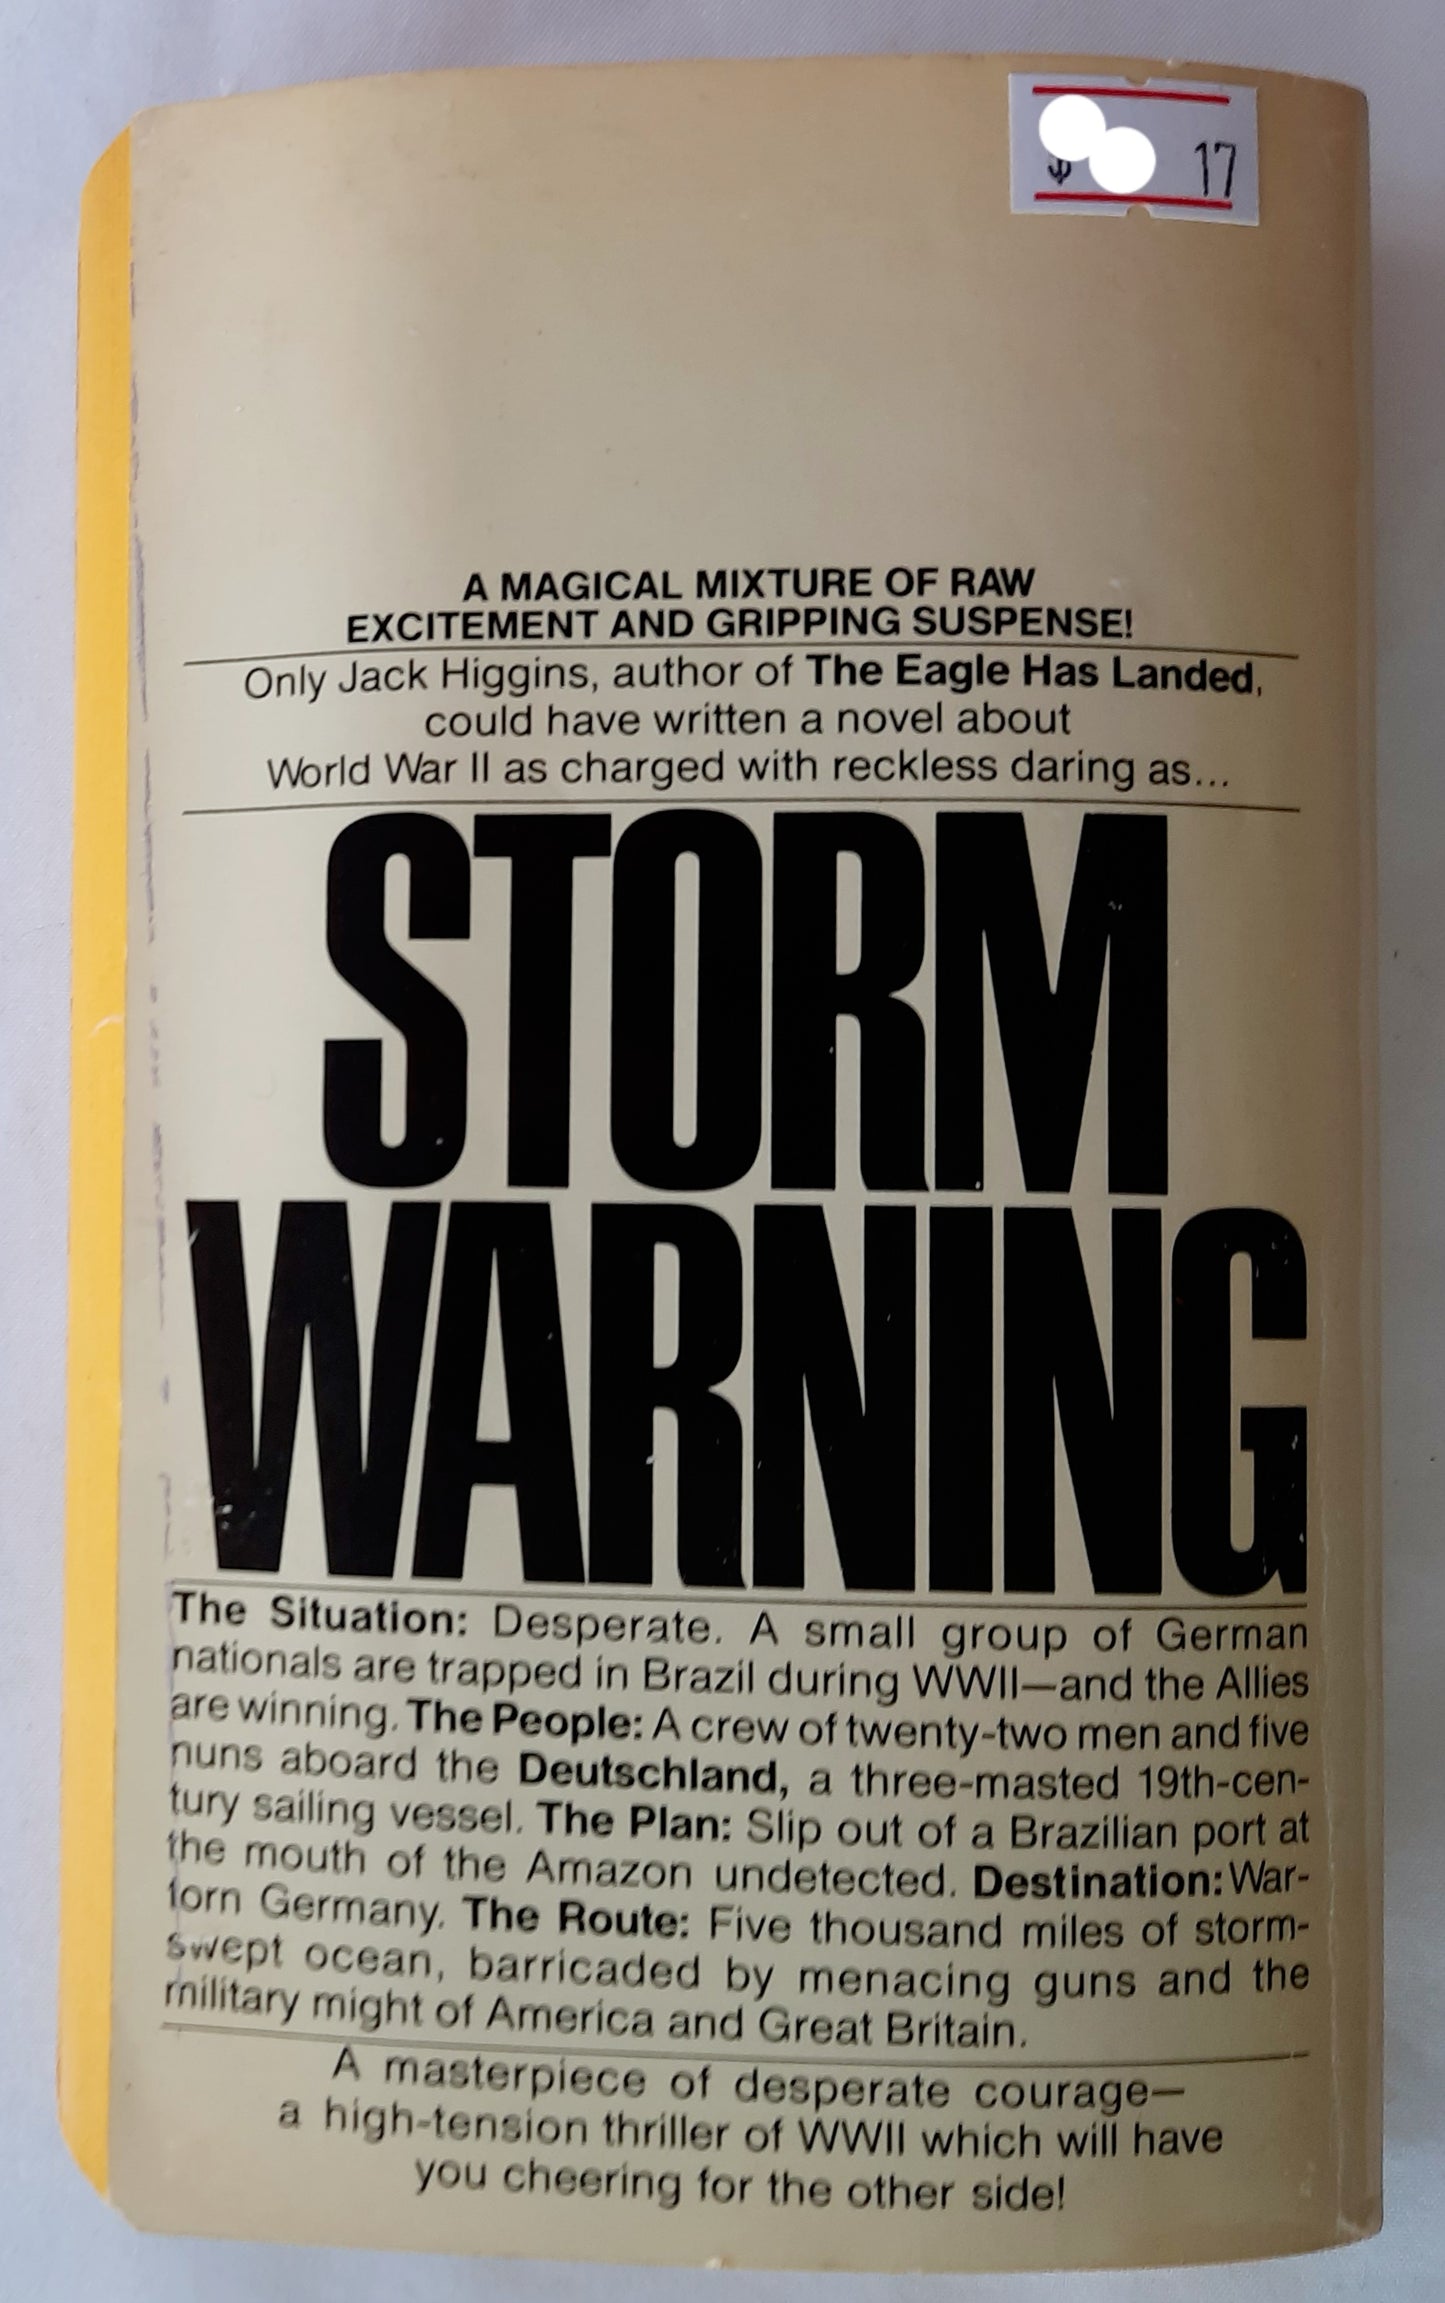 $ 17
A MAGICAL MIXTURE OF RAW
EXCITEMENT AND GRIPPING SUSPENSE!
Only Jack Higgins, author of The Eagle Has Landed,
could have written a novel about
World War II as charged with reckless daring as...
STORM
WARNING
The Situation: Desperate. A small group of German
nationals are trapped in Brazil during WWII—and the Allies
are winning. The People: A crew of twenty-two men and five
nuns aboard the Deutschland, a three-masted 19th-cen-
tury sailing vessel. The Plan: Slip out of a Brazilian port at
the mouth of the Amazon undetected. Destination: War-
torn Germany. The Route: Five thousand miles of storm-
swept ocean, barricaded by menacing guns and the
military might of America and Great Britain.
A masterpiece of desperate courage—
a high-tension thriller of WWII which will have
you cheering for the other side!